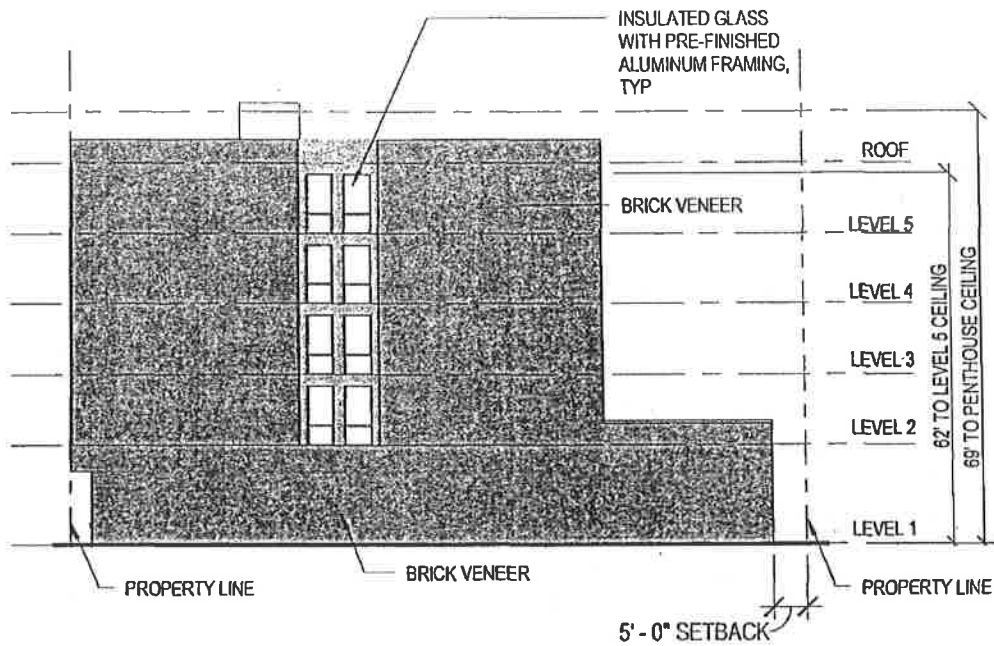 INSULATED GLASS
WITH PRE-FINISHED
ALUMINUM FRAMING,
TYP
ROOF
BRICK VENEER
LEVEL 5
LEVEL 4
LEVEL 3
LEVEL 2
LEVEL 1
62' TO LEVEL 5 CEILING
69' TO PENTHOUSE CEILING
PROPERTY LINE
BRICK VENEER
PROPERTY LINE
5' - 0" SETBACK